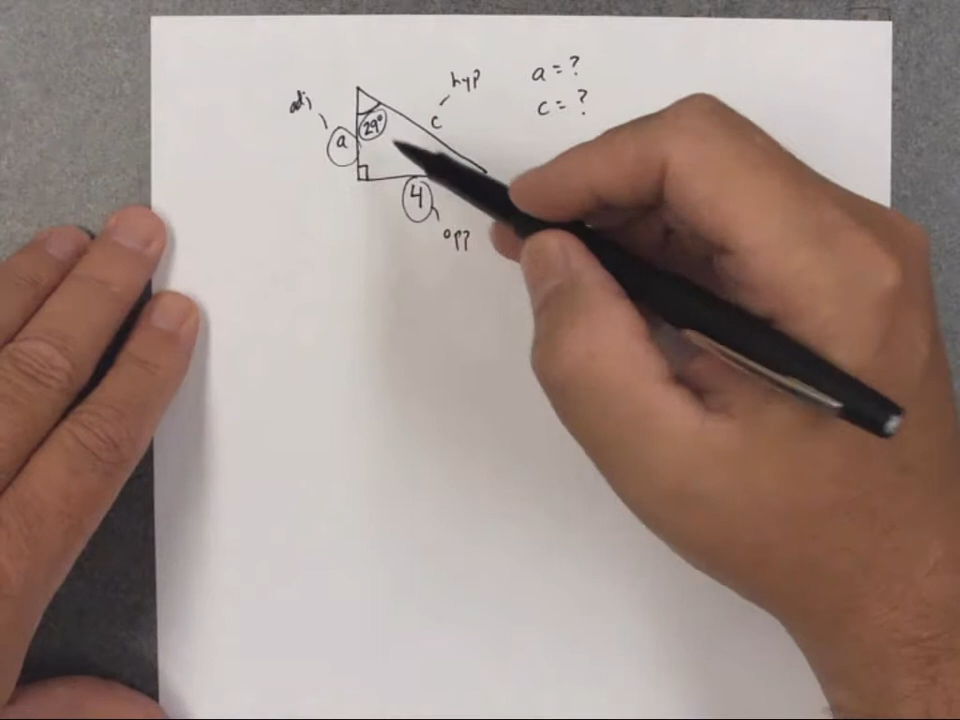 hyp
a = ?
adj
c
c = ?
29°
a
4
opp